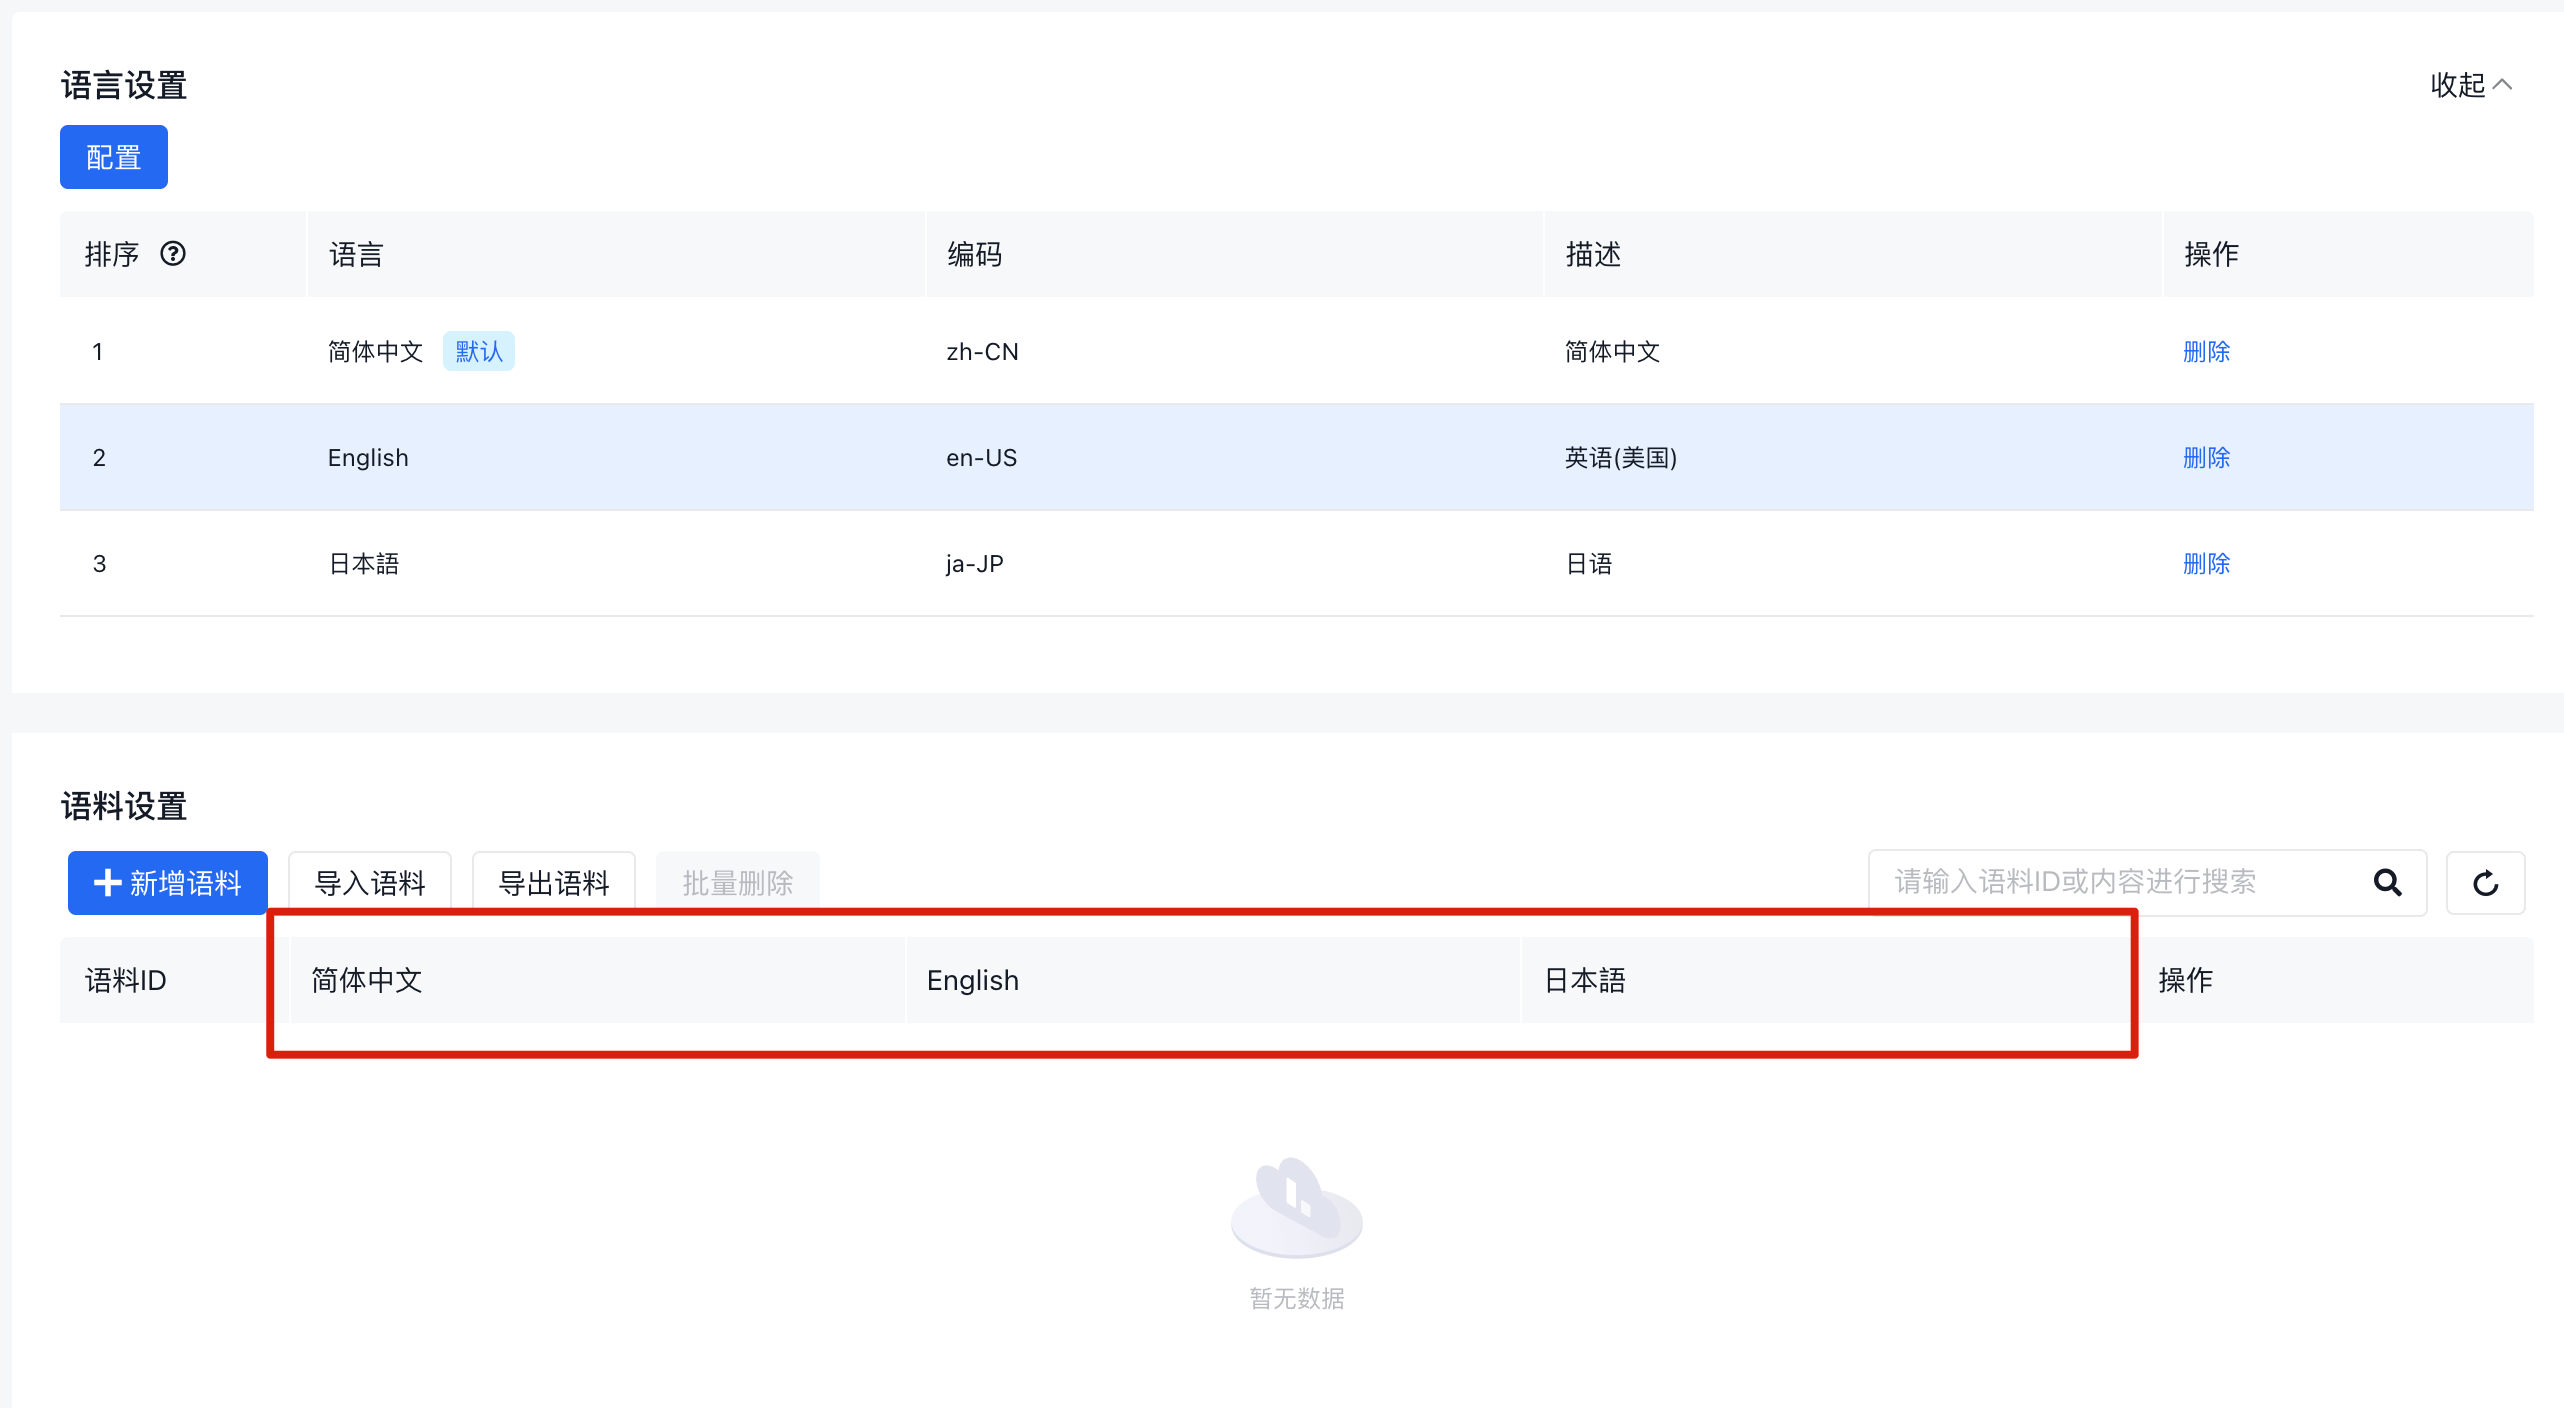 语言设置
收起
配置
排序 语言 编码 描述 操作
1 简体中文 默认 zh-CN 简体中文 删除
2 English en-US 英语(美国) 删除
3 日本語 ja-JP 日语 删除
语料设置
新增语料 导入语料 导出语料 批量删除 请输入语料ID或内容进行搜索
语料ID 简体中文 English 日本語 操作
暂无数据